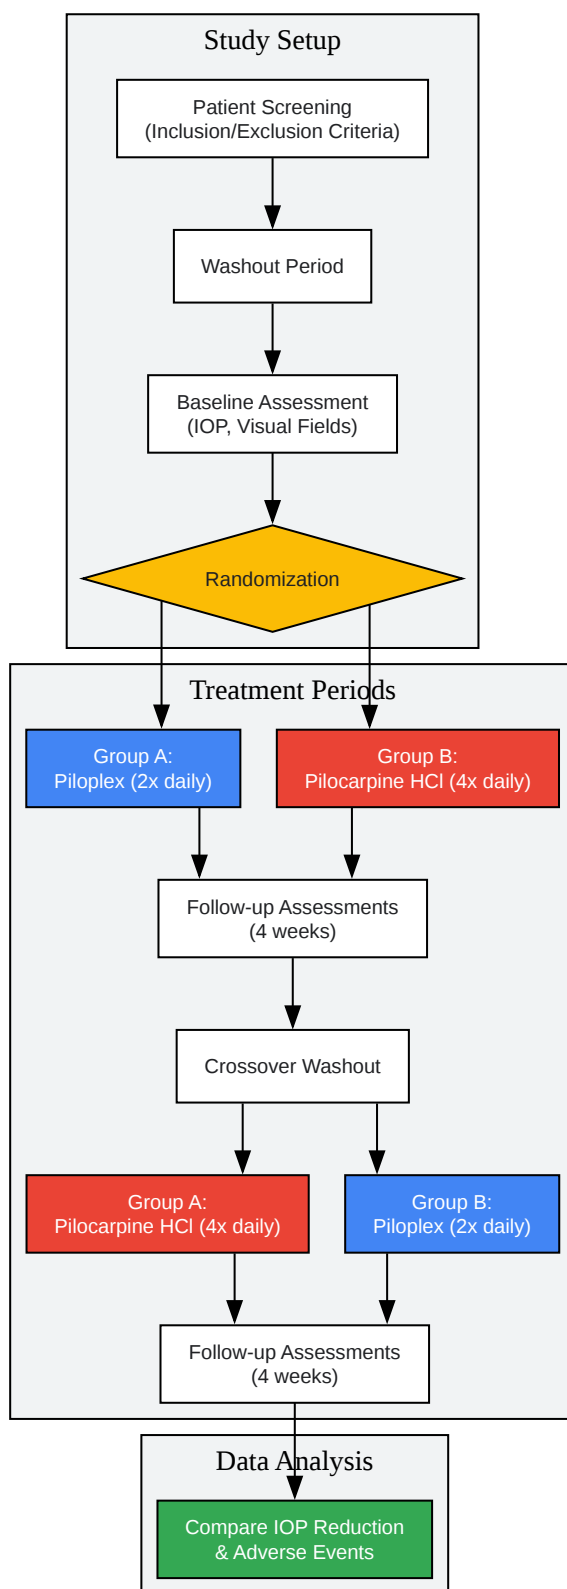 Study Setup
Patient Screening
(Inclusion/Exclusion Criteria)
Washout Period
Baseline Assessment
(IOP, Visual Fields)
Randomization
Treatment Periods
Group A:
Piloplex (2x daily)
Group B:
Pilocarpine HCl (4x daily)
Follow-up Assessments
(4 weeks)
Crossover Washout
Group A:
Pilocarpine HCl (4x daily)
Group B:
Piloplex (2x daily)
Follow-up Assessments
(4 weeks)
Data Analysis
Compare IOP Reduction
& Adverse Events